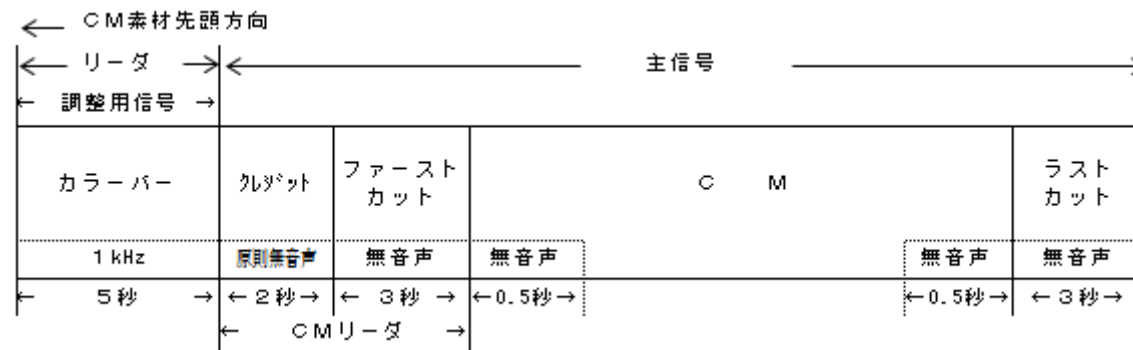 ← CM素材先頭方向
← リーダ →← 主信号
← 調整用信号 →
カラーバー クレジット ファースト CM ラスト
カット カット
1kHz 原則無音声 無音声 無音声 無音声 無音声
← 5秒 →←2秒→← 3秒 →←0.5秒→ ←0.5秒→←3秒→
← CMリーダ →